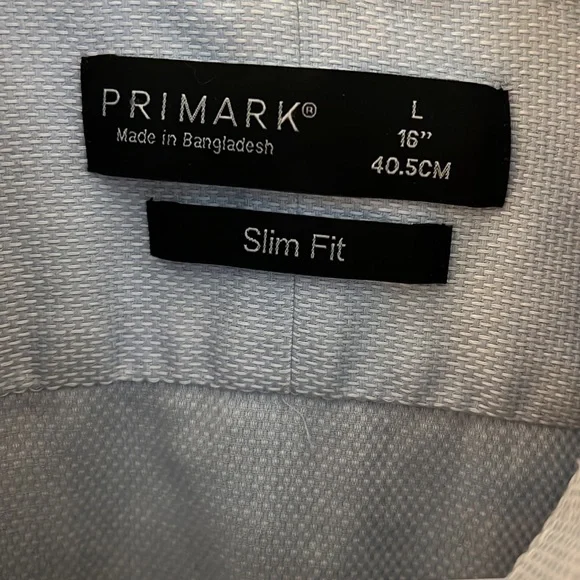 PRIMARK®
Made in Bangladesh
L
16”
40.5CM
Slim Fit